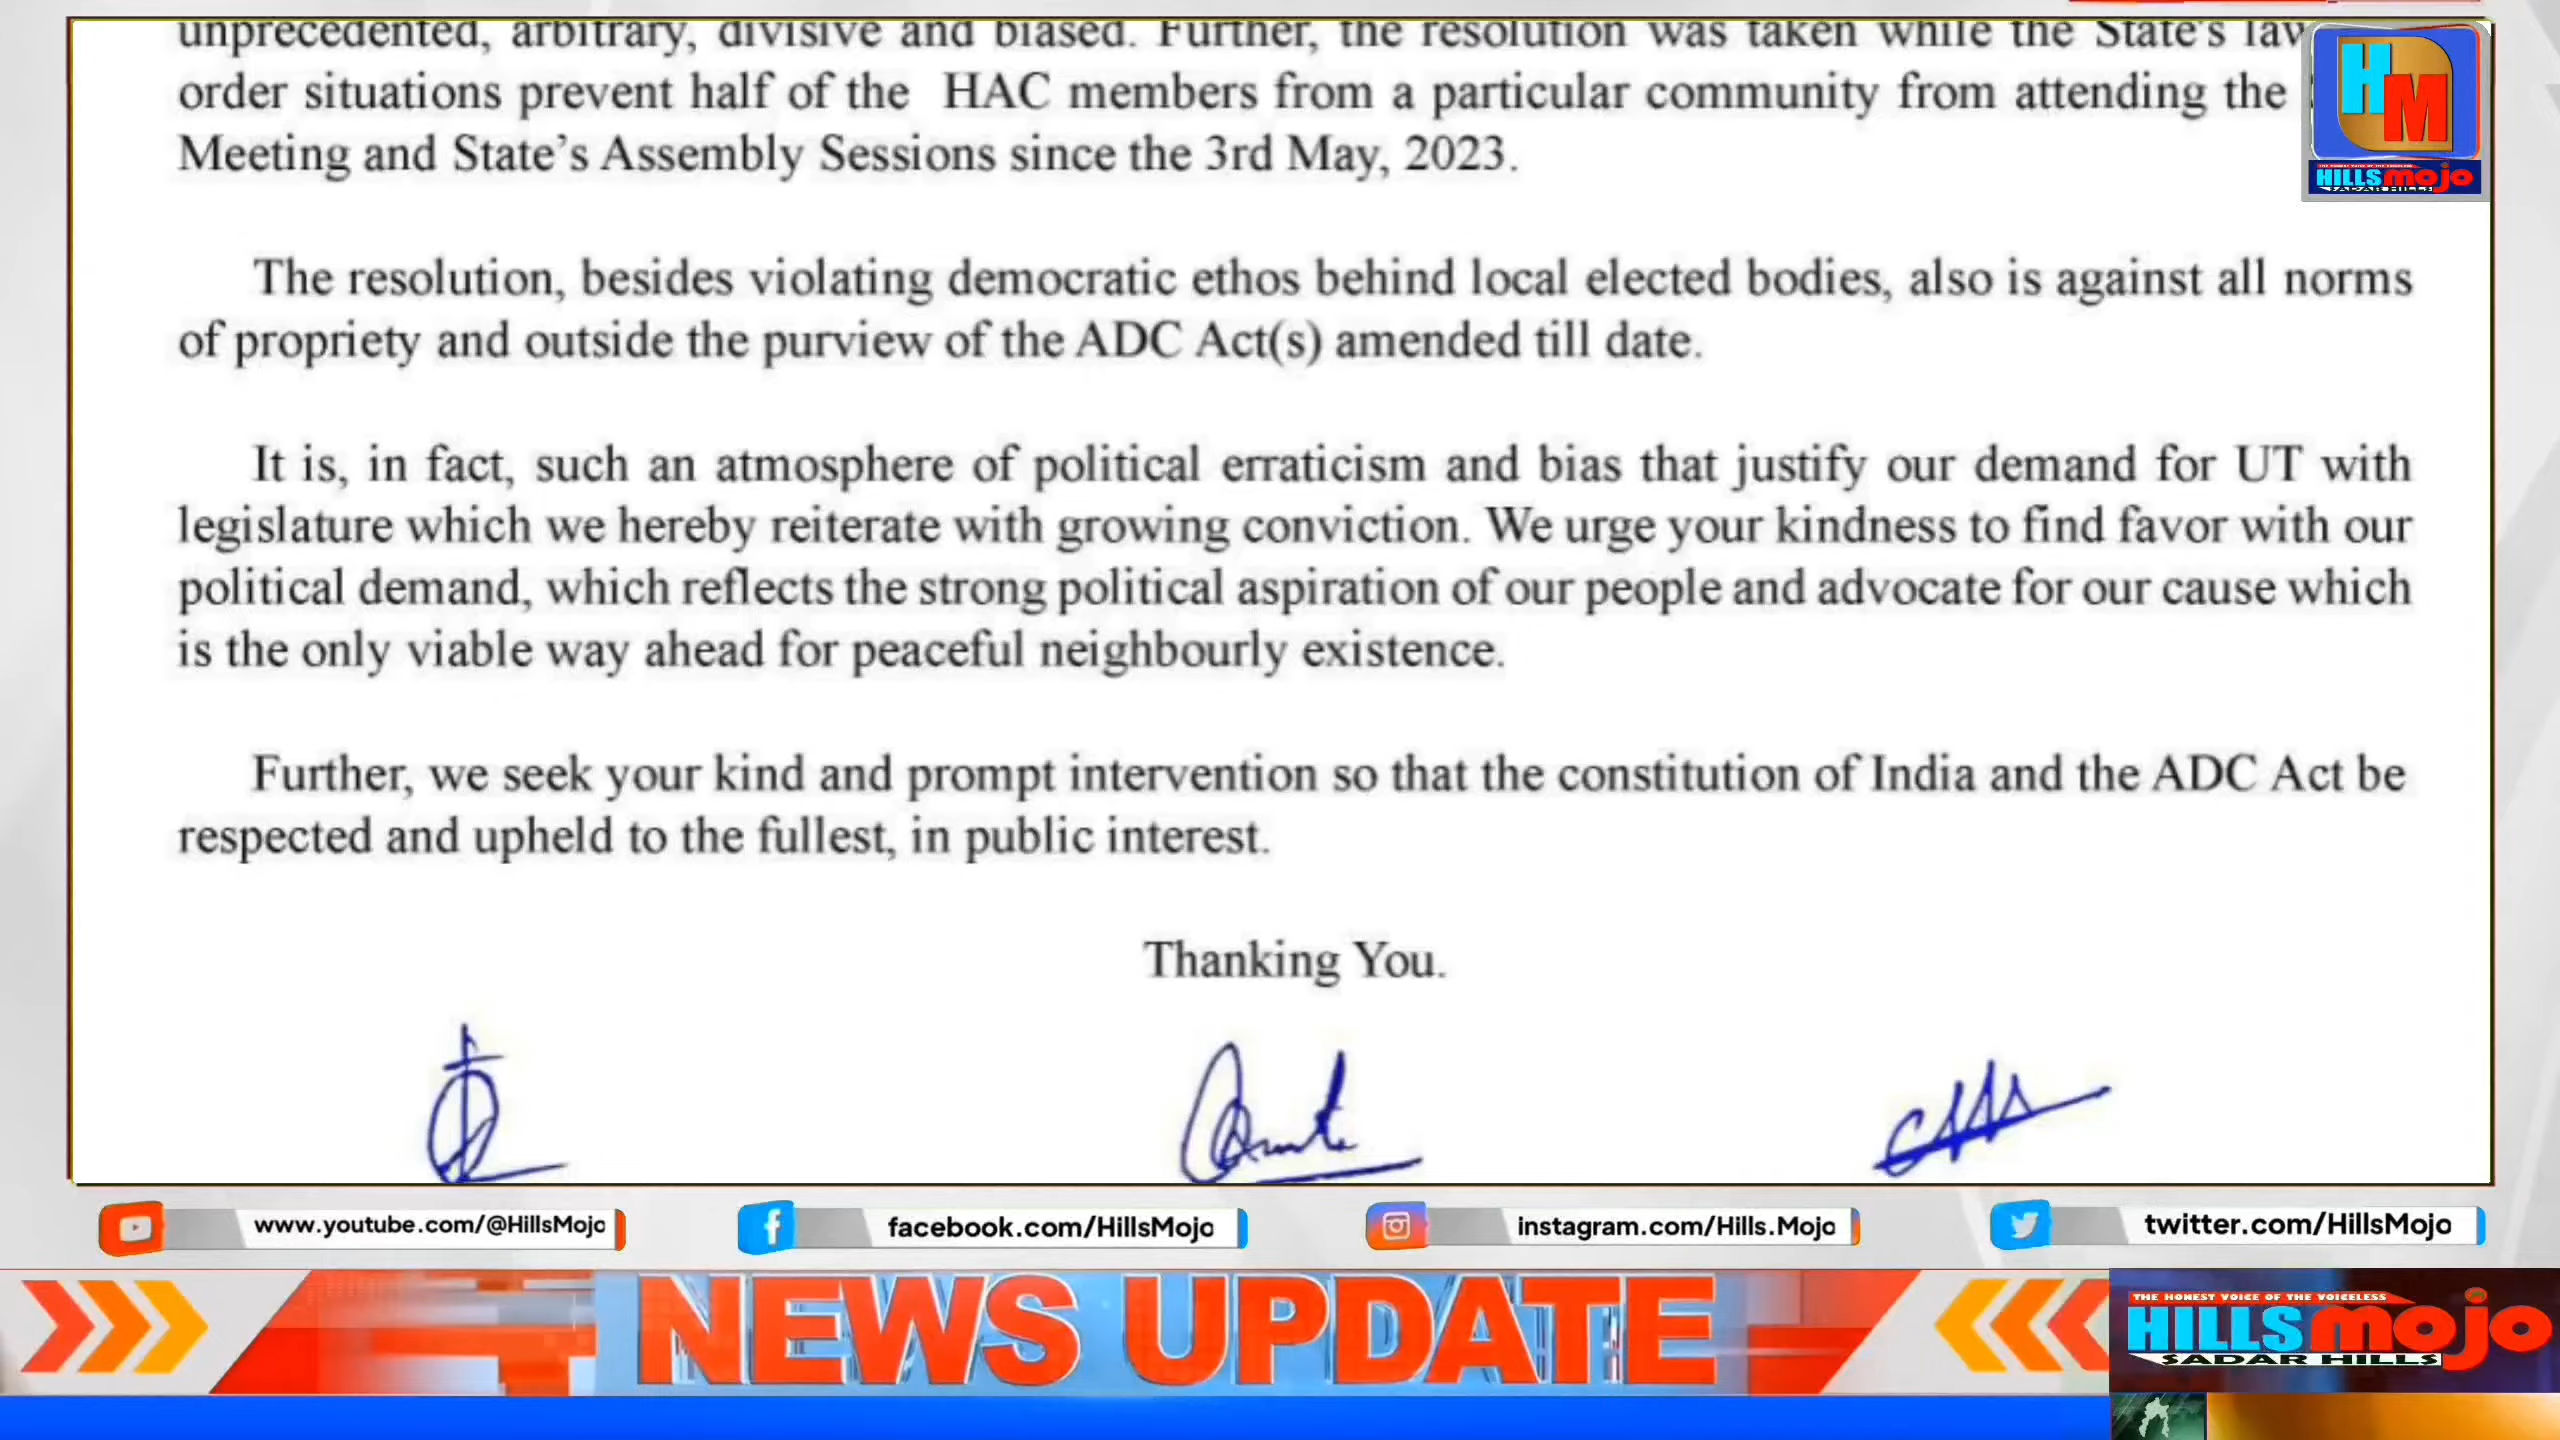 unprecedented, arbitrary, divisive and biased. Further, the resolution was taken while the State's law
order situations prevent half of the HAC members from a particular community from attending the
Meeting and State’s Assembly Sessions since the 3rd May, 2023.
The resolution, besides violating democratic ethos behind local elected bodies, also is against all norms
of propriety and outside the purview of the ADC Act(s) amended till date.
It is, in fact, such an atmosphere of political erraticism and bias that justify our demand for UT with
legislature which we hereby reiterate with growing conviction. We urge your kindness to find favor with our
political demand, which reflects the strong political aspiration of our people and advocate for our cause which
is the only viable way ahead for peaceful neighbourly existence.
Further, we seek your kind and prompt intervention so that the constitution of India and the ADC Act be
respected and upheld to the fullest, in public interest.
Thanking You.
HM
HILLSMOJO
www.youtube.com/@HillsMojo
facebook.com/HillsMojo
instagram.com/Hills.Mojo
twitter.com/HillsMojo
NEWS UPDATE
THE HONEST VOICE OF THE VOICELESS
HILLSMOJO
SADAR HILLS